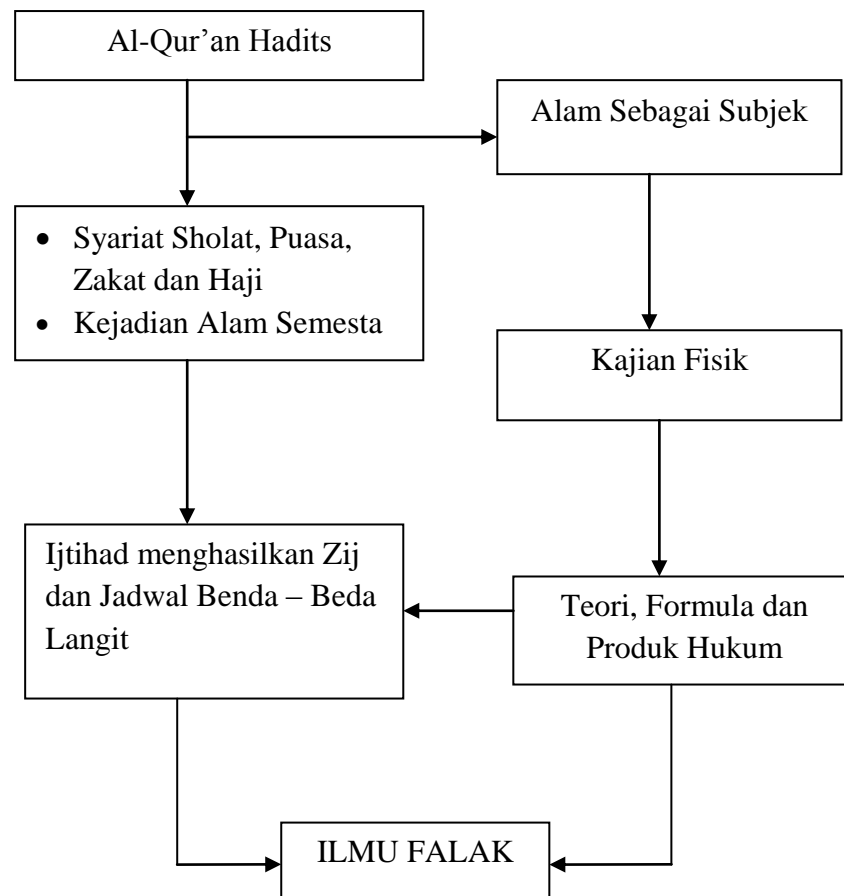 Al-Qur’an Hadits
Alam Sebagai Subjek
• Syariat Sholat, Puasa,
Zakat dan Haji
• Kejadian Alam Semesta
Kajian Fisik
Ijtihad menghasilkan Zij
dan Jadwal Benda – Beda
Langit
Teori, Formula dan
Produk Hukum
ILMU FALAK